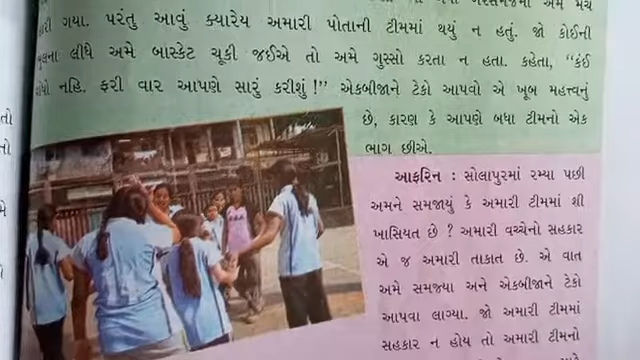 અમે મેચ
હારી ગયા. પરંતુ આવું ક્યારેય અમારી પોતાની ટીમમાં થયું ન હતું. જો કોઈની
ભૂલના લીધે અમે બાસ્કેટ ચૂકી જઈએ તો અમે ગુસ્સો કરતા ન હતા. કહેતા, “કંઈ
નહિ. ફરી વાર આપણે સારું કરીશું !” એકબીજાને ટેકો આપવો એ ખૂબ મહત્ત્વનું
છે, કારણ કે આપણે બધા ટીમનો એક
ભાગ છીએ.
આફરિન : સોલાપુરમાં રમ્યા પછી
અમને સમજાયું કે અમારી ટીમમાં શી
ખાસિયત છે ? અમારી વચ્ચેનો સહકાર
એ જ અમારી તાકાત છે. એ વાત
અમે સમજ્યા અને એકબીજાને ટેકો
આપવા લાગ્યા. જો અમારી ટીમમાં
સહકાર ન હોય તો અમારી ટીમનો